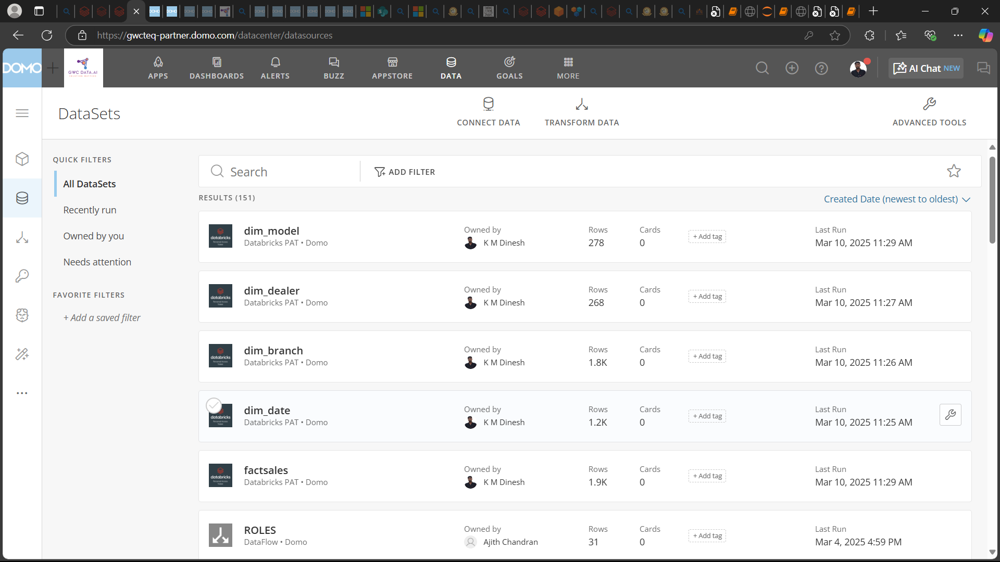 https://gwcteq-partner.domo.com/datacenter/datasources
DOMO
GWC DATA.AI
APPS
DASHBOARDS
ALERTS
BUZZ
APPSTORE
DATA
GOALS
MORE
AI Chat NEW
DataSets
CONNECT DATA
TRANSFORM DATA
ADVANCED TOOLS
QUICK FILTERS
All DataSets
Recently run
Owned by you
Needs attention
FAVORITE FILTERS
+ Add a saved filter
Search
ADD FILTER
RESULTS (151)
Created Date (newest to oldest)
databricks
dim_model
Databricks PAT • Domo
Owned by
K M Dinesh
Rows
278
Cards
0
+ Add tag
Last Run
Mar 10, 2025 11:29 AM
databricks
dim_dealer
Databricks PAT • Domo
Owned by
K M Dinesh
Rows
268
Cards
0
+ Add tag
Last Run
Mar 10, 2025 11:27 AM
databricks
dim_branch
Databricks PAT • Domo
Owned by
K M Dinesh
Rows
1.8K
Cards
0
+ Add tag
Last Run
Mar 10, 2025 11:26 AM
databricks
dim_date
Databricks PAT • Domo
Owned by
K M Dinesh
Rows
1.2K
Cards
0
+ Add tag
Last Run
Mar 10, 2025 11:25 AM
databricks
factsales
Databricks PAT • Domo
Owned by
K M Dinesh
Rows
1.9K
Cards
0
+ Add tag
Last Run
Mar 10, 2025 11:29 AM
ROLES
DataFlow • Domo
Owned by
Ajith Chandran
Rows
31
Cards
0
+ Add tag
Last Run
Mar 4, 2025 4:59 PM